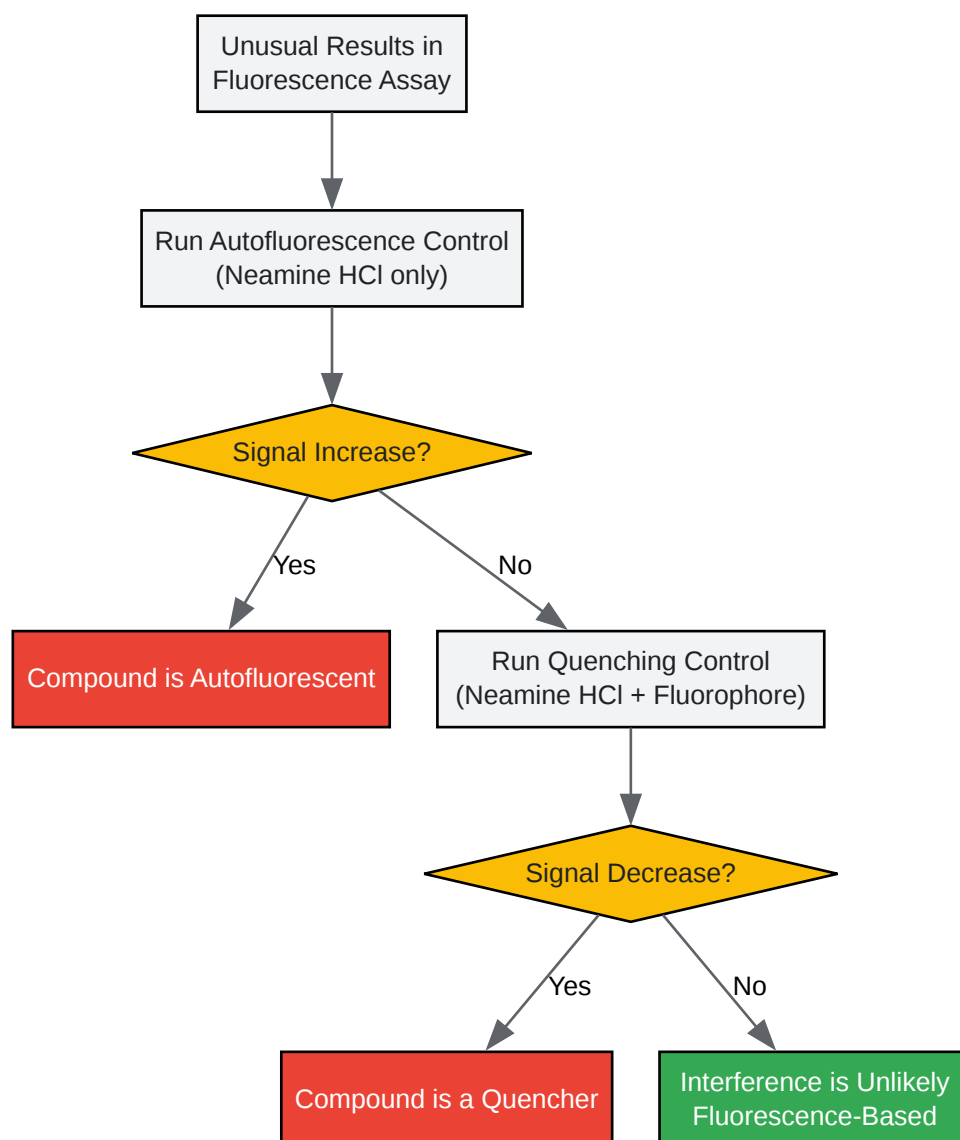 Unusual Results in
Fluorescence Assay
Run Autofluorescence Control
(Neamine HCl only)
Signal Increase?
Yes
No
Compound is Autofluorescent
Run Quenching Control
(Neamine HCl + Fluorophore)
Signal Decrease?
Yes
No
Compound is a Quencher
Interference is Unlikely
Fluorescence-Based